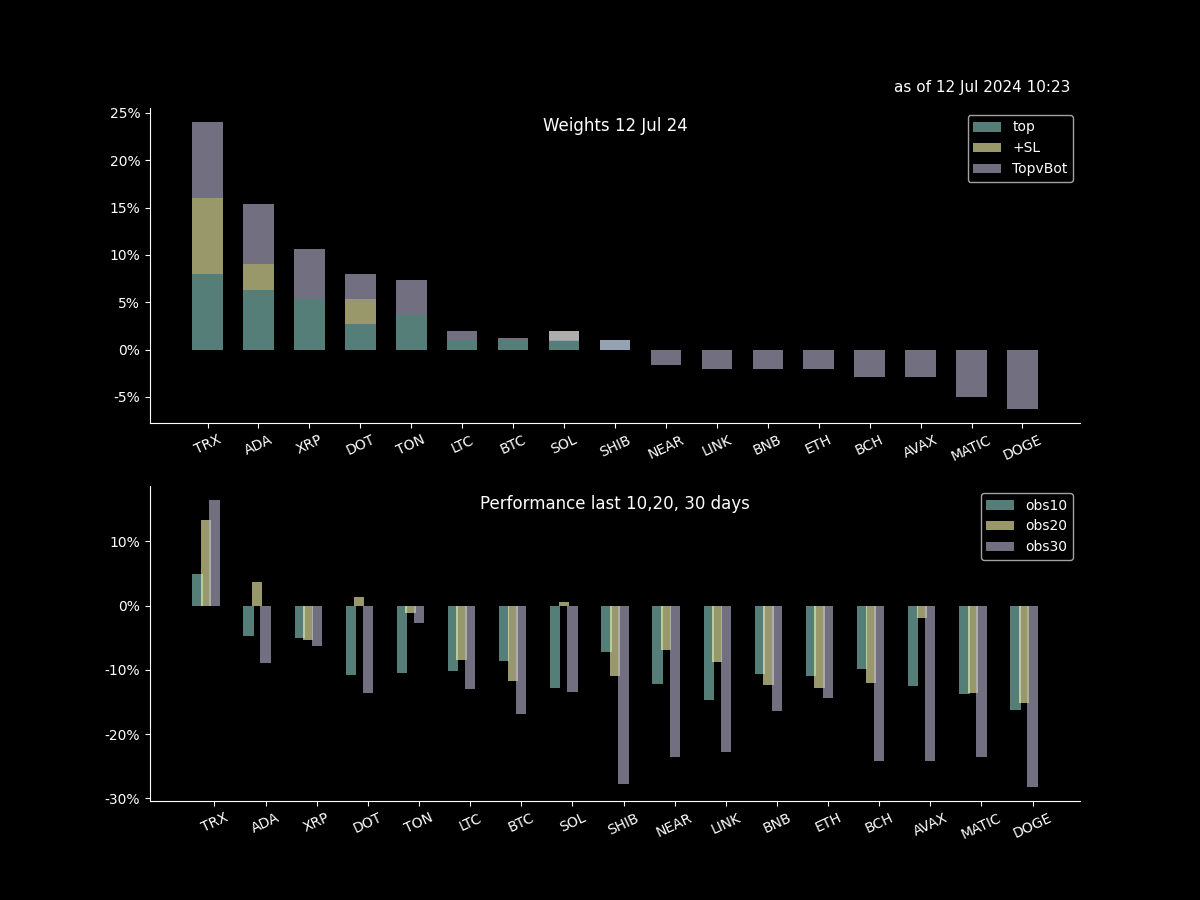 as of 12 Jul 2024 10:23
Weights 12 Jul 24
top
+SL
TopvBot
25%
20%
15%
10%
5%
0%
-5%
TRX ADA XRP DOT TON LTC BTC SOL SHIB NEAR LINK BNB ETH BCH AVAX MATIC DOGE
Performance last 10,20, 30 days
obs10
obs20
obs30
10%
0%
-10%
-20%
-30%
TRX ADA XRP DOT TON LTC BTC SOL SHIB NEAR LINK BNB ETH BCH AVAX MATIC DOGE